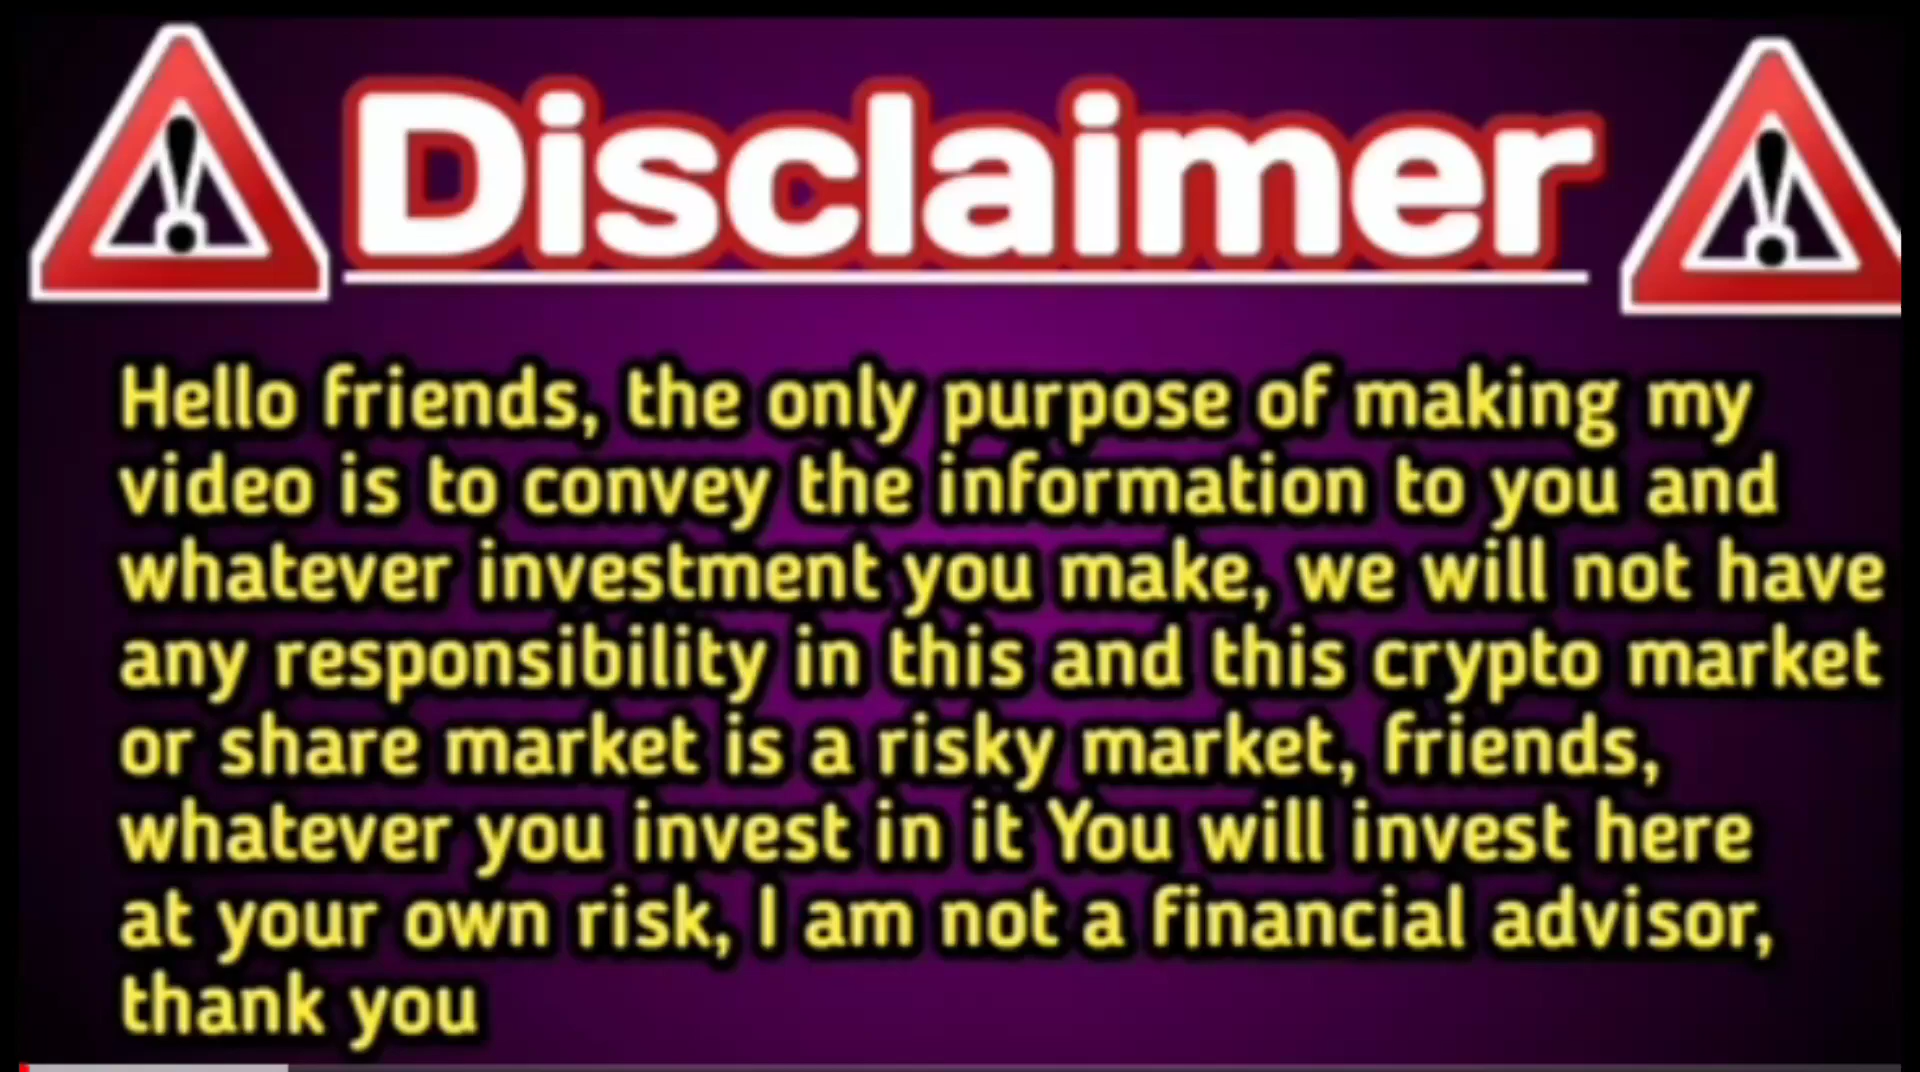 Disclaimer
Hello friends, the only purpose of making my
video is to convey the information to you and
whatever investment you make, we will not have
any responsibility in this and this crypto market
or share market is a risky market, friends,
whatever you invest in it You will invest here
at your own risk, I am not a financial advisor,
thank you